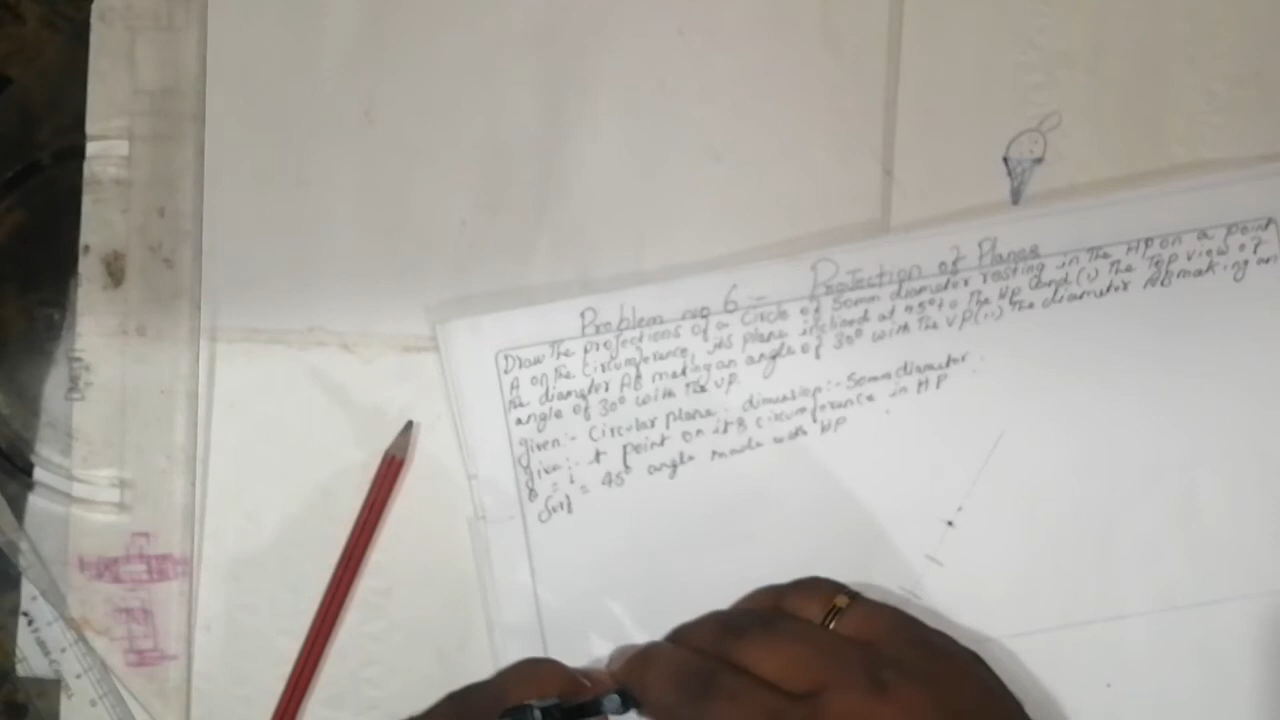 Problem no 6 :- Projection of Planes
Draw The projections of a circle of 50mm diameter resting in the HP on a point
A on the circumference, its plane inclined at 45° to The HP and (i) The Top view of
the diameter AB making an angle of 30° with the VP (ii) The diameter AB making an
angle of 30° with the VP.
given:- Circular plane. dimension:- 50mm diameter.
point on its circumference in HP
= 45° angle made with HP